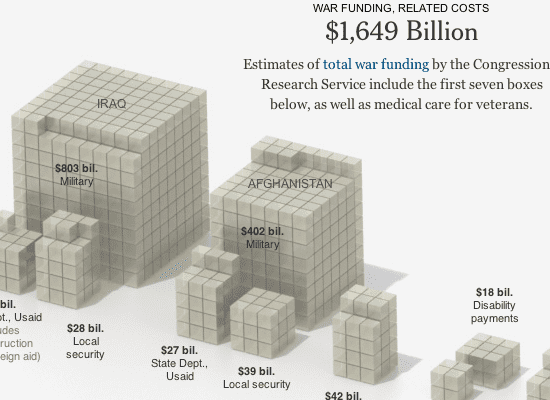 WAR FUNDING, RELATED COSTS
$1,649 Billion
Estimates of total war funding by the Congression
Research Service include the first seven boxes
below, as well as medical care for veterans.
IRAQ
$803 bil.
Military
AFGHANISTAN
$402 bil.
Military
bil.
pt., Usaid
udes
ruction
eign aid)
$28 bil.
Local
security
$27 bil.
State Dept.,
Usaid
$39 bil.
Local security
$18 bil.
Disability
payments
$42 bil.